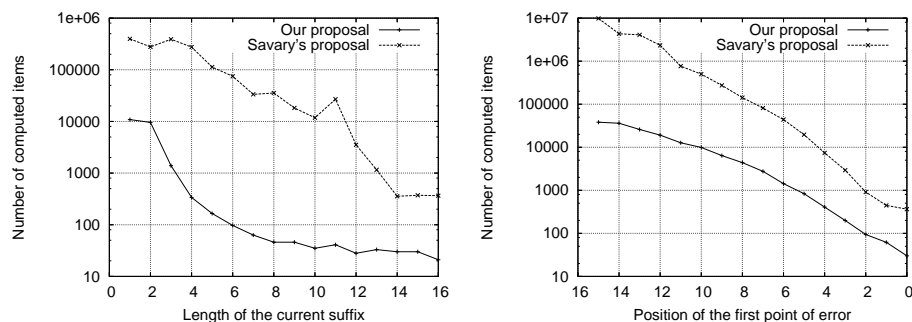 Number of computed items
1e+06
100000
10000
1000
100
10
0 2 4 6 8 10 12 14 16
Length of the current suffix
Our proposal
Savary's proposal
Number of computed items
1e+07
1e+06
100000
10000
1000
100
10
16 14 12 10 8 6 4 2 0
Position of the first point of error
Our proposal
Savary's proposal